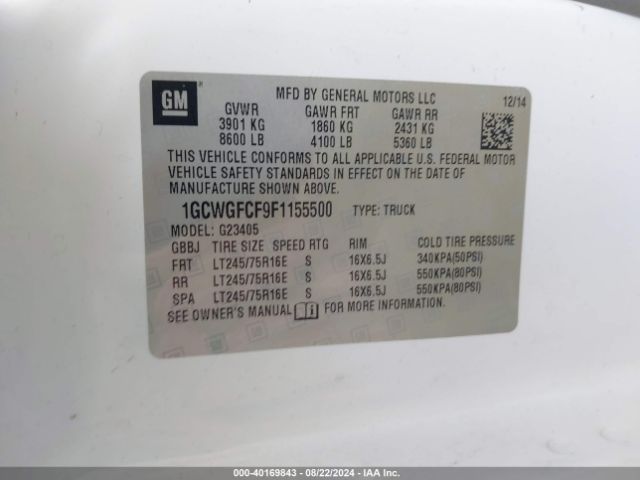 GM
MFD BY GENERAL MOTORS LLC
12/14
GVWR GAWR FRT GAWR RR
3901 KG 1860 KG 2431 KG
8600 LB 4100 LB 5360 LB
THIS VEHICLE CONFORMS TO ALL APPLICABLE U.S. FEDERAL MOTOR
VEHICLE SAFETY STANDARDS IN EFFECT ON THE DATE OF
MANUFACTURE SHOWN ABOVE.
1GCWGFCF9F1155500 TYPE: TRUCK
MODEL: G23405
GBBJ TIRE SIZE SPEED RTG RIM COLD TIRE PRESSURE
FRT LT245/75R16E S 16X6.5J 340KPA(50PSI)
RR LT245/75R16E S 16X6.5J 550KPA(80PSI)
SPA LT245/75R16E S 16X6.5J 550KPA(80PSI)
SEE OWNER'S MANUAL FOR MORE INFORMATION.
000-40169843 - 08/22/2024 - IAA Inc.